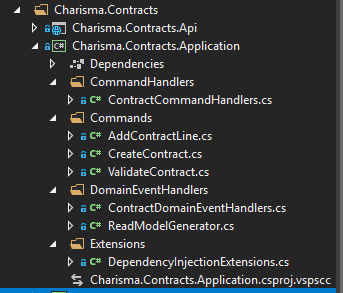 Charisma.Contracts
Charisma.Contracts.Api
C# Charisma.Contracts.Application
Dependencies
CommandHandlers
C# ContractCommandHandlers.cs
Commands
C# AddContractLine.cs
C# CreateContract.cs
C# ValidateContract.cs
DomainEventHandlers
C# ContractDomainEventHandlers.cs
C# ReadModelGenerator.cs
Extensions
C# DependencyInjectionExtensions.cs
Charisma.Contracts.Application.csproj.vspscc